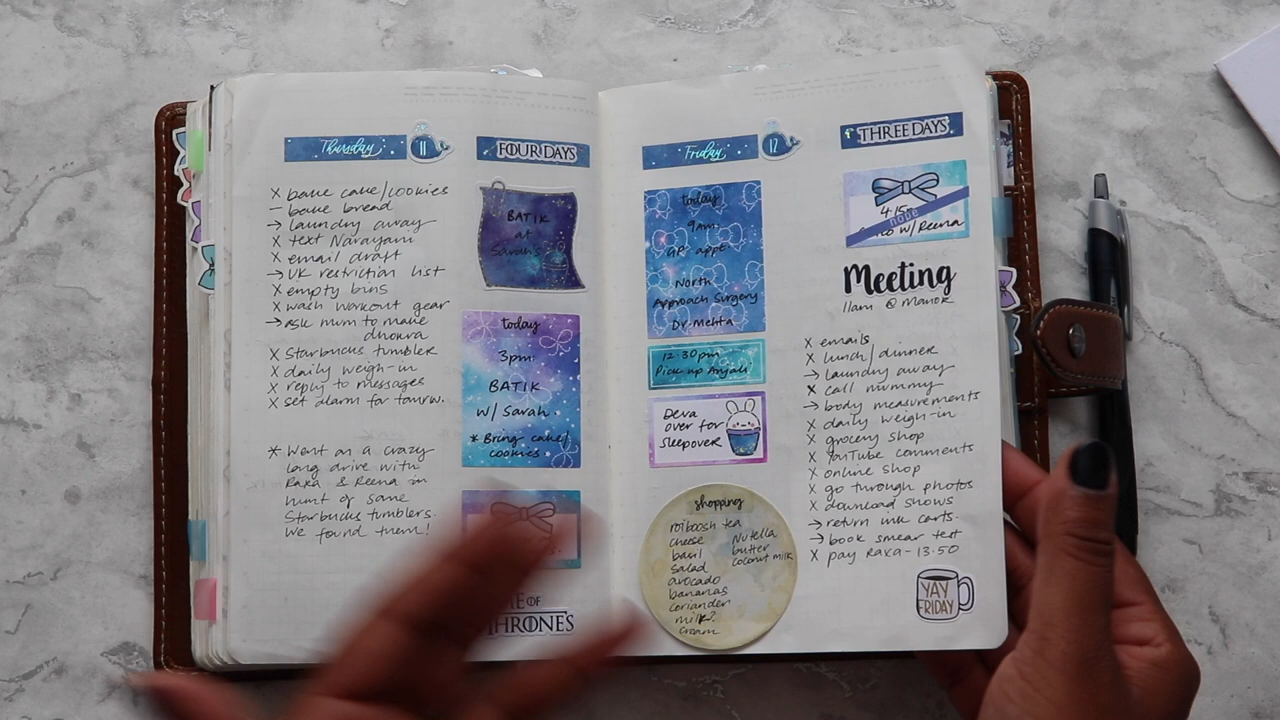 Thursday 11
FOUR DAYS
X bake cake/cookies
- bake bread
→ laundry away
X text Narayani
X email draft
→ UK restriction list
X empty bins
X wash workout gear
→ ask mum to make
dhokra
X Starbucks tumbler
X daily weigh-in
X reply to messages
X set alarm for tomrw.
* Went on a crazy
long drive with
Raka & Reena in
hunt of some
Starbucks tumblers.
We found them!
BATIK
at
Sarah's
today
3pm:
BATIK
w/ Sarah.
* Bring cake/
cookies.
OF
THRONES
Friday 12
THREE DAYS
today
9am
GP appt
North
Approach Surgery
Dr. Mehta
12.30pm
Pick up Anjali
Deva
over for
sleepover
shopping
roiboosh tea
cheese
basil
salad
avocado
bananas
coriander
milk?
cream
Nutella
butter
coconut milk
4.15
nope
w/ Reena
Meeting
11am @ Manor
X emails
X lunch/dinner
→ laundry away
X call mummy
→ body measurements
X daily weigh-in
X grocery shop
X YouTube comments
X online shop
X go through photos
X download shows
→ return ink carts.
→ book smear test
X pay Raka - 13.50
YAY
FRIDAY